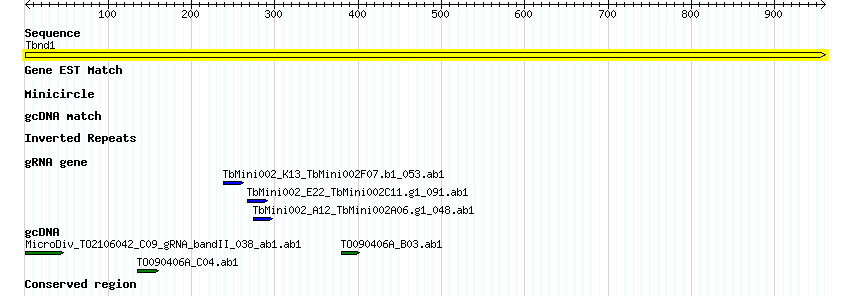 100 200 300 400 500 600 700 800 900
Sequence
Tbnd1
Gene EST Match
Minicircle
gcDNA match
Inverted Repeats
gRNA gene
TbMini002_K13_TbMini002F07.b1_053.ab1
TbMini002_E22_TbMini002C11.g1_091.ab1
TbMini002_A12_TbMini002A06.g1_048.ab1
gcDNA
MicroDiv_TO2106042_C09_gRNA_bandII_038_ab1.ab1 TO090406A_B03.ab1
TO090406A_C04.ab1
Conserved region